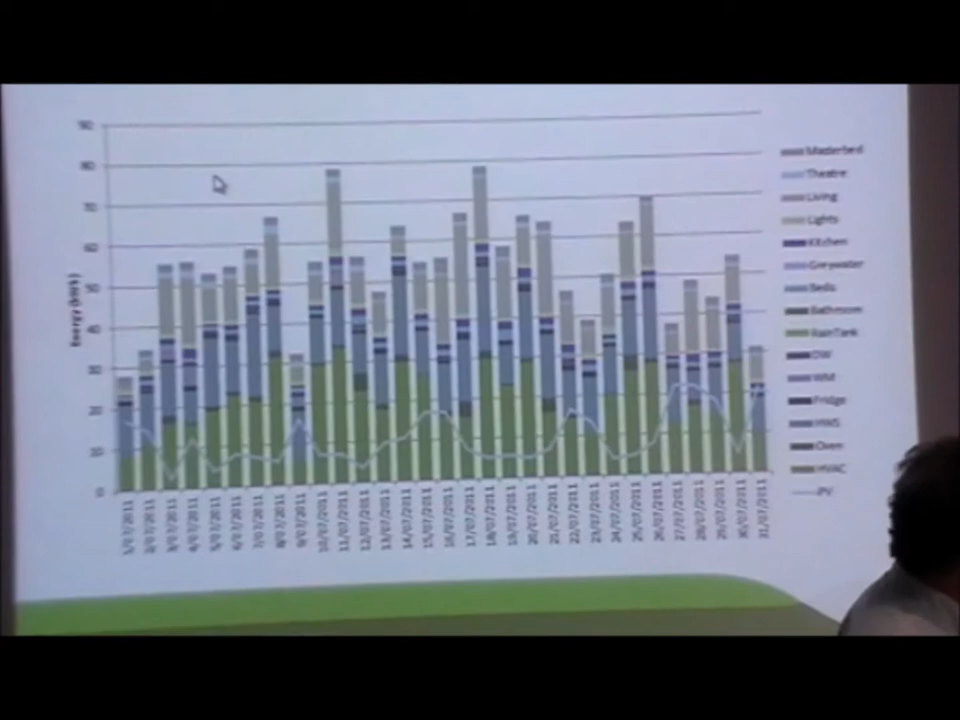 90
80
70
60
50
40
30
20
10
0
Energy (kWh)
1/07/2011
2/07/2011
3/07/2011
4/07/2011
5/07/2011
6/07/2011
7/07/2011
8/07/2011
9/07/2011
10/07/2011
11/07/2011
12/07/2011
13/07/2011
14/07/2011
15/07/2011
16/07/2011
17/07/2011
18/07/2011
19/07/2011
20/07/2011
21/07/2011
22/07/2011
23/07/2011
24/07/2011
25/07/2011
26/07/2011
27/07/2011
28/07/2011
29/07/2011
30/07/2011
31/07/2011
Masterbed
Theatre
Living
Lights
Kitchen
Greywater
Beds
Bathroom
RainTank
DW
WM
Fridge
HWS
Oven
HVAC
PV